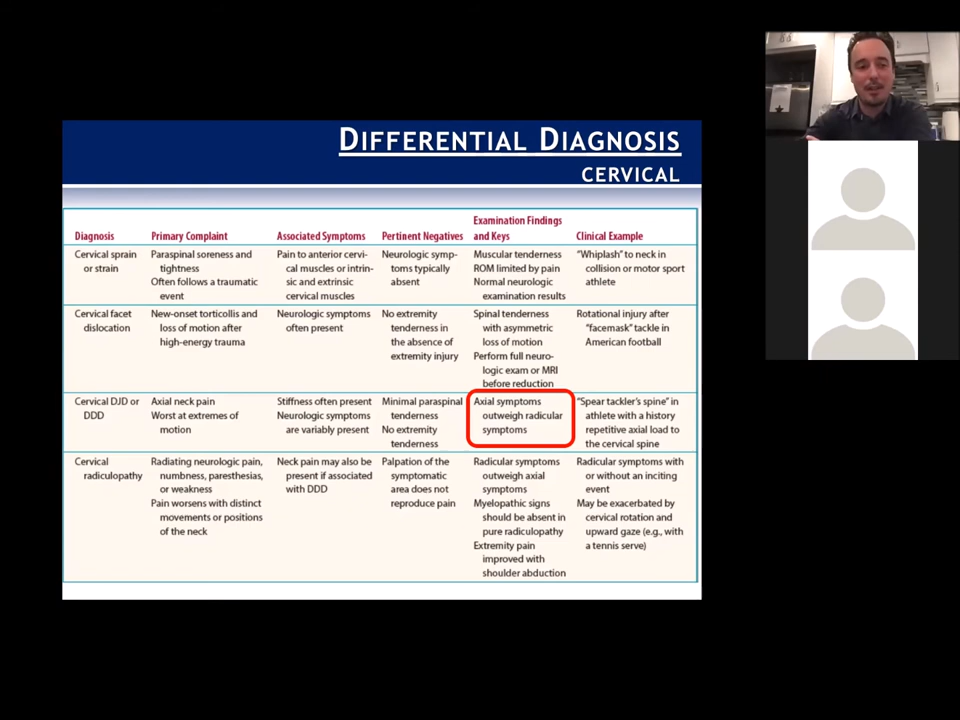 DIFFERENTIAL DIAGNOSIS
CERVICAL
Examination Findings
Diagnosis Primary Complaint Associated Symptoms Pertinent Negatives and Keys Clinical Example
Cervical sprain Paraspinal soreness and Pain to anterior cervi- Neurologic symp- Muscular tenderness "Whiplash" to neck in
or strain tightness cal muscles or intrin- toms typically ROM limited by pain collision or motor sport
Often follows a traumatic sic and extrinsic absent Normal neurologic athlete
event cervical muscles examination results
Cervical facet New-onset torticollis and Neurologic symptoms No extremity Spinal tenderness Rotational injury after
dislocation loss of motion after often present tenderness in with asymmetric "facemask" tackle in
high-energy trauma the absence of loss of motion American football
extremity injury Perform full neuro-
logic exam or MRI
before reduction
Cervical DJD or Axial neck pain Stiffness often present Minimal paraspinal Axial symptoms "Spear tackler's spine" in
DDD Worst at extremes of Neurologic symptoms tenderness outweigh radicular athlete with a history
motion are variably present No extremity symptoms repetitive axial load to
tenderness the cervical spine
Cervical Radiating neurologic pain, Neck pain may also be Palpation of the Radicular symptoms Radicular symptoms with
radiculopathy numbness, paresthesias, present if associated symptomatic outweigh axial or without an inciting
or weakness with DDD area does not symptoms event
Pain worsens with distinct reproduce pain Myelopathic signs May be exacerbated by
movements or positions should be absent in cervical rotation and
of the neck pure radiculopathy upward gaze (e.g., with
Extremity pain a tennis serve)
improved with
shoulder abduction